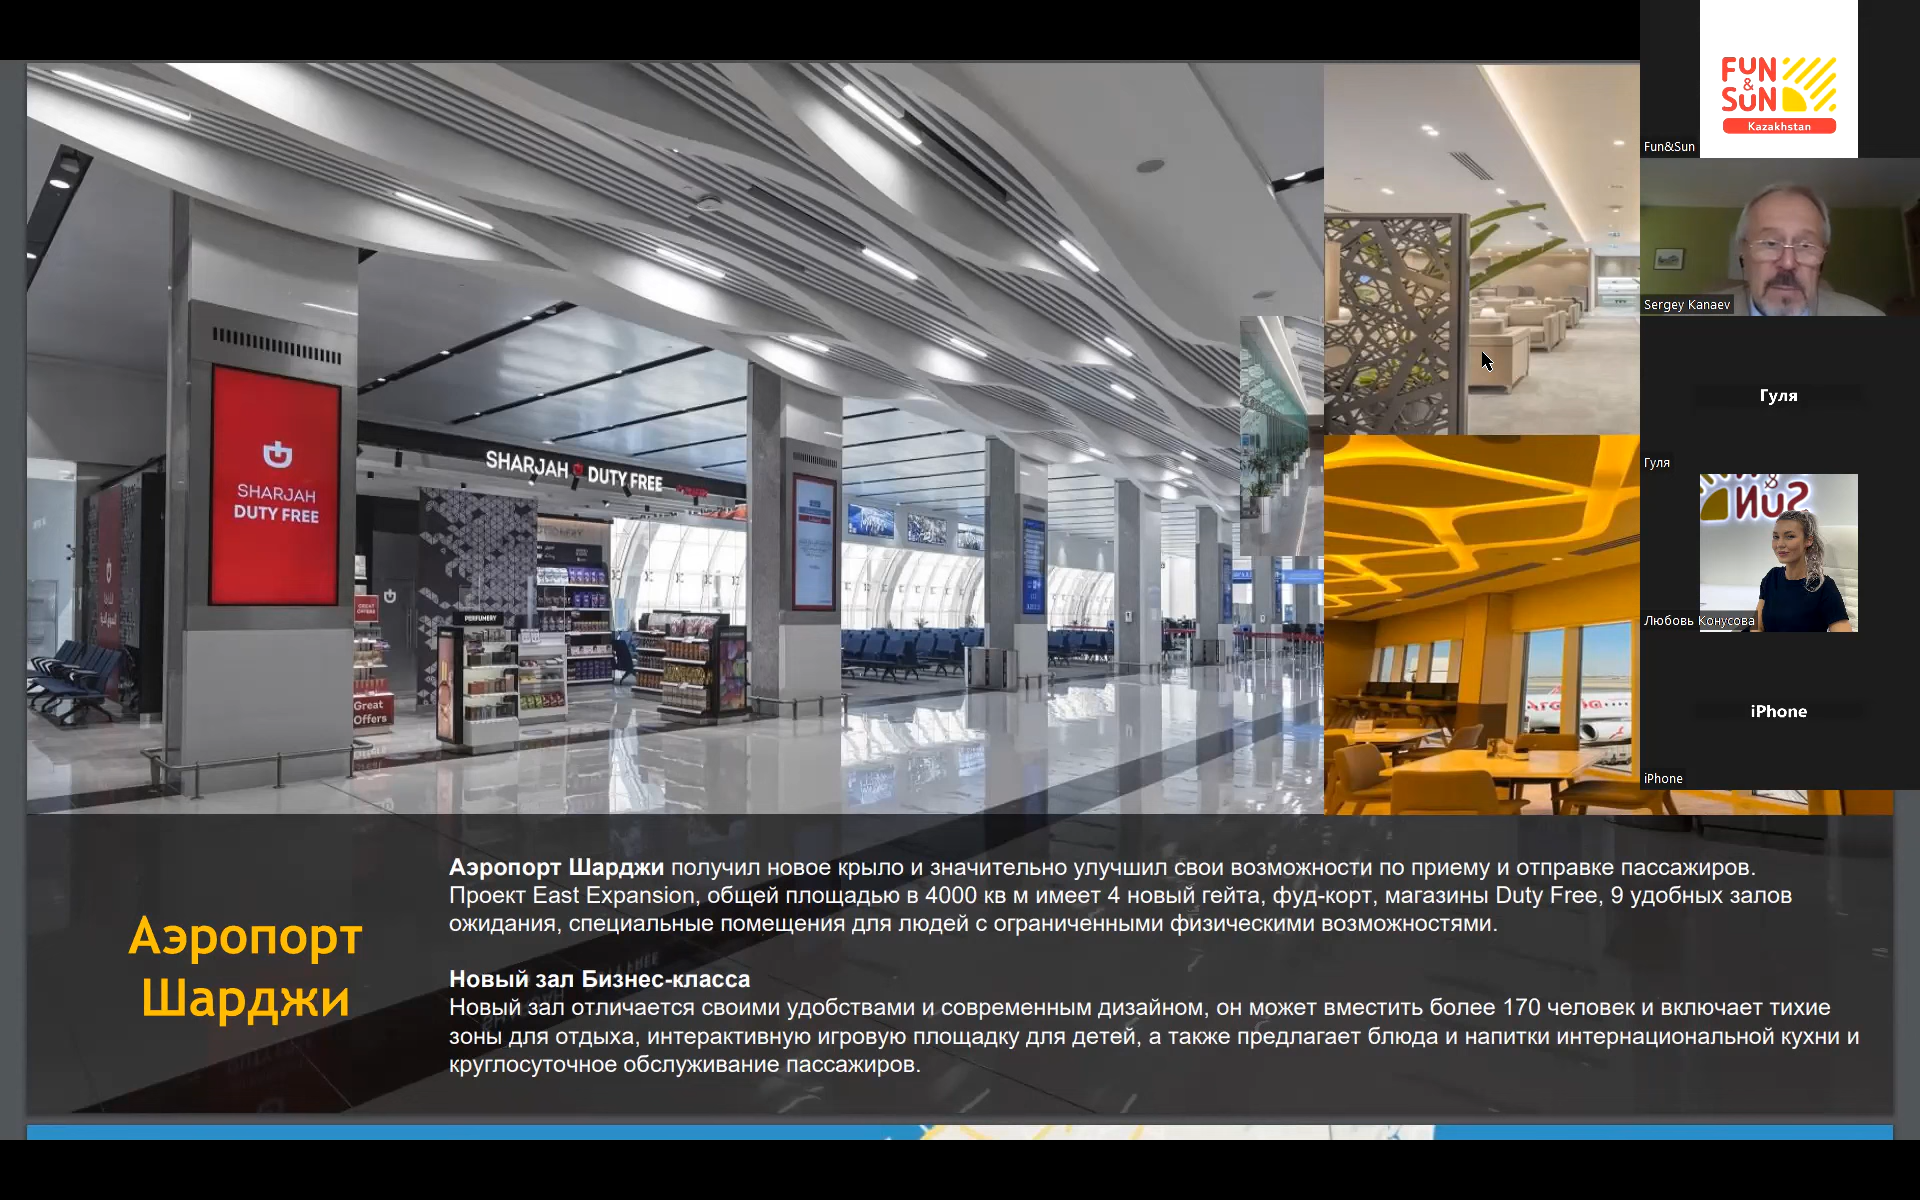 FUN
&
SUN
Kazakhstan
Fun&Sun
Sergey Kanaev
Гуля
Гуля
&
SUN
Любовь Конусова
iPhone
iPhone
SHARJAH
DUTY FREE
SHARJAH DUTY FREE
PERFUMERY
GREAT
OFFERS
Great
Offers
Аэропорт
Шарджи
Аэропорт Шарджи получил новое крыло и значительно улучшил свои возможности по приему и отправке пассажиров.
Проект East Expansion, общей площадью в 4000 кв м имеет 4 новый гейта, фуд-корт, магазины Duty Free, 9 удобных залов
ожидания, специальные помещения для людей с ограниченными физическими возможностями.
Новый зал Бизнес-класса
Новый зал отличается своими удобствами и современным дизайном, он может вместить более 170 человек и включает тихие
зоны для отдыха, интерактивную игровую площадку для детей, а также предлагает блюда и напитки интернациональной кухни и
круглосуточное обслуживание пассажиров.